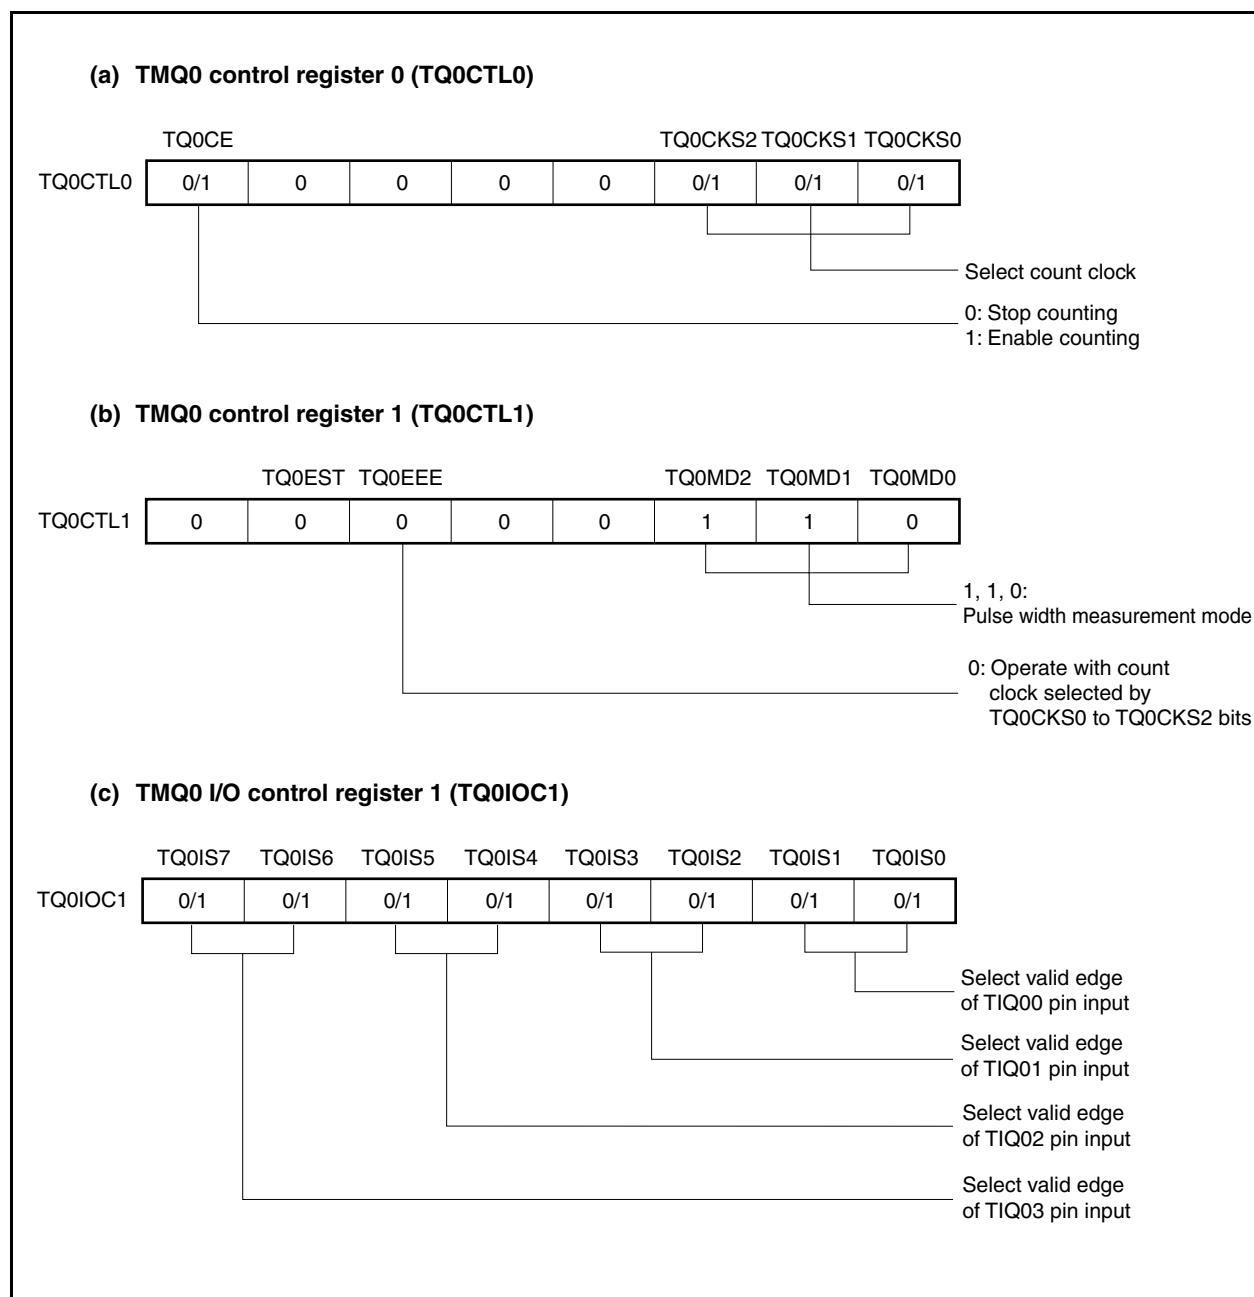 (a) TMQ0 control register 0 (TQ0CTL0)
TQ0CE TQ0CKS2 TQ0CKS1 TQ0CKS0
TQ0CTL0 0/1 0 0 0 0 0/1 0/1 0/1
Select count clock
0: Stop counting
1: Enable counting
(b) TMQ0 control register 1 (TQ0CTL1)
TQ0EST TQ0EEE TQ0MD2 TQ0MD1 TQ0MD0
TQ0CTL1 0 0 0 0 0 1 1 0
1, 1, 0:
Pulse width measurement mode
0: Operate with count
clock selected by
TQ0CKS0 to TQ0CKS2 bits
(c) TMQ0 I/O control register 1 (TQ0IOC1)
TQ0IS7 TQ0IS6 TQ0IS5 TQ0IS4 TQ0IS3 TQ0IS2 TQ0IS1 TQ0IS0
TQ0IOC1 0/1 0/1 0/1 0/1 0/1 0/1 0/1 0/1
Select valid edge
of TIQ00 pin input
Select valid edge
of TIQ01 pin input
Select valid edge
of TIQ02 pin input
Select valid edge
of TIQ03 pin input